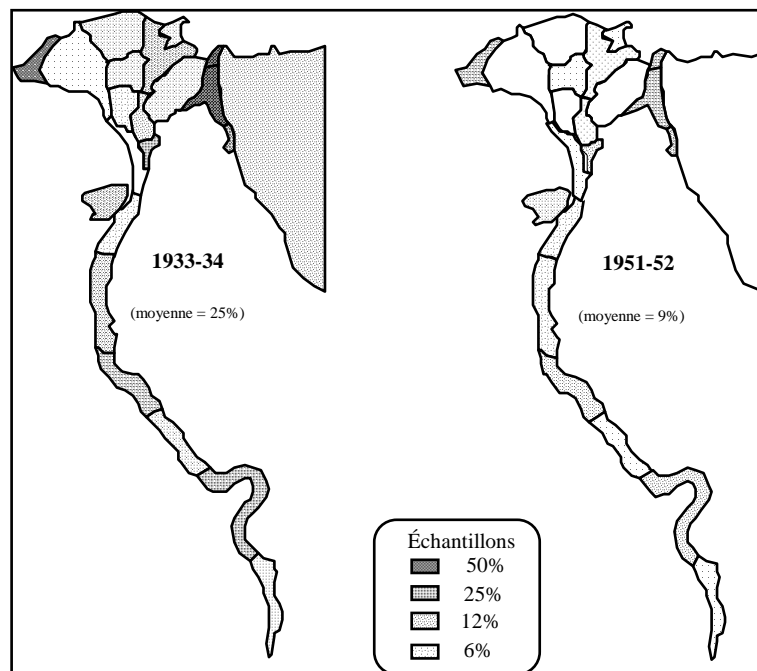 1933-34
(moyenne = 25%)
1951-52
(moyenne = 9%)
Échantillons
50%
25%
12%
6%